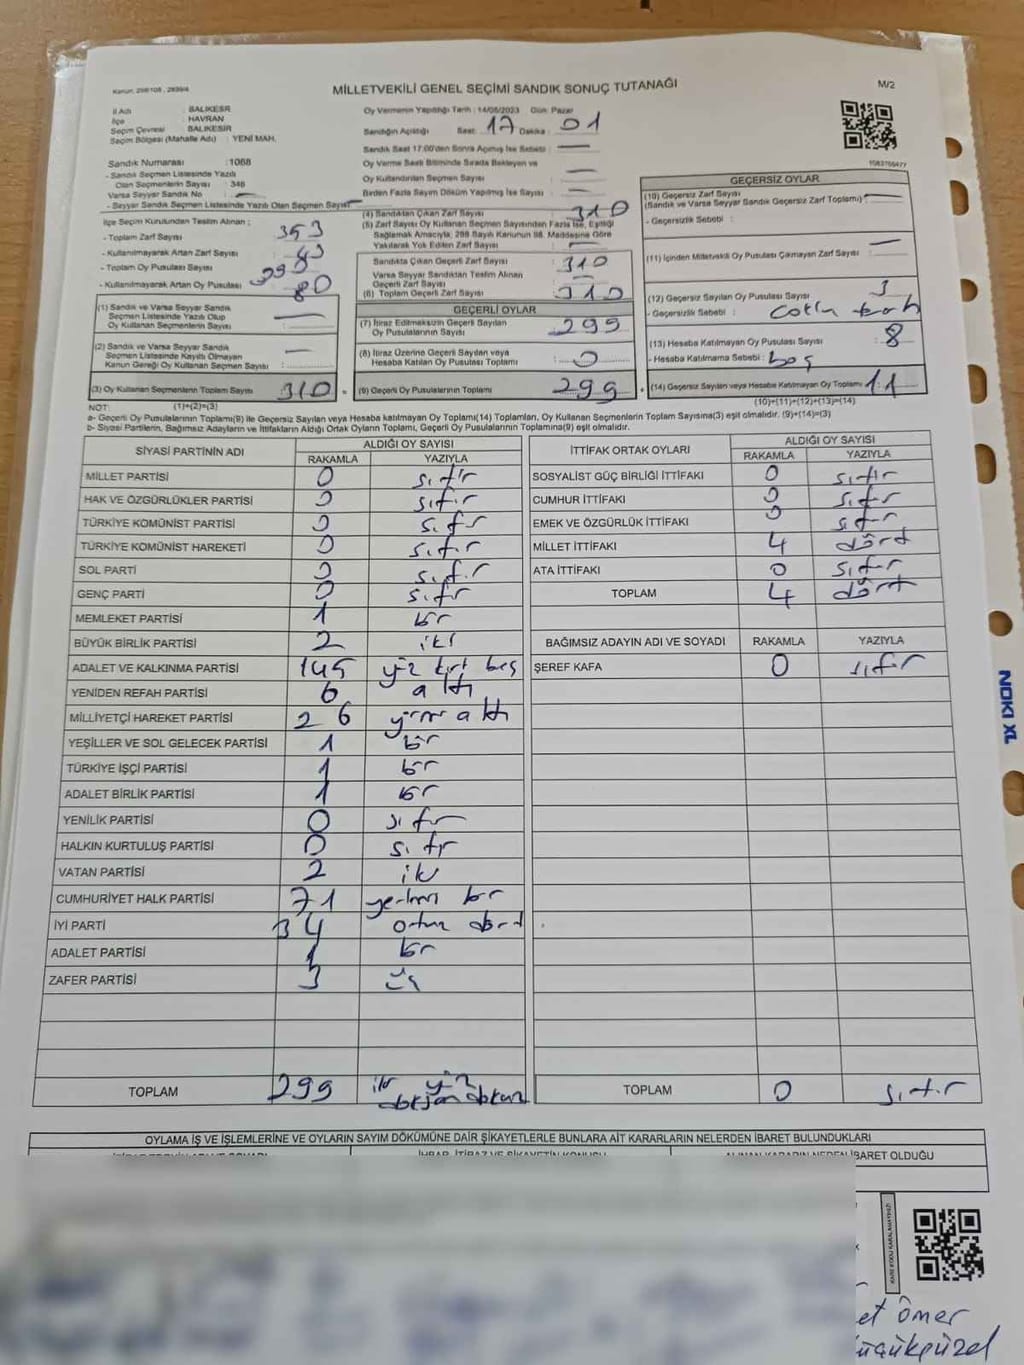 Kanun: 298/105 , 2839/4
MİLLETVEKİLİ GENEL SEÇİMİ SANDIK SONUÇ TUTANAĞI
M/2
İl Adı : BALIKESİR
İlçe : HAVRAN
Seçim Çevresi : BALIKESİR
Seçim Bölgesi (Mahalle Adı) : YENİ MAH.
Sandık Numarası : 1068
- Sandık Seçmen Listesinde Yazılı
Olan Seçmenlerin Sayısı : 346
Varsa Seyyar Sandık No :
- Seyyar Sandık Seçmen Listesinde Yazılı Olan Seçmen Sayısı
Oy Vermenin Yapıldığı Tarih : 14/05/2023 Gün: Pazar
Sandığın Açıldığı Saat: 17 Dakika : 01
Sandık Saat 17.00'den Sonra Açılmış İse Sebebi :
Oy Verme Saati Bitiminde Sırada Bekleyen ve
Oy Kullandırılan Seçmen Sayısı :
Birden Fazla Sayım Döküm Yapılmış İse Sayısı :
İlçe Seçim Kurulundan Teslim Alınan ;
- Toplam Zarf Sayısı : 353
- Kullanılmayarak Artan Zarf Sayısı : 43
- Toplam Oy Pusulası Sayısı
- Kullanılmayarak Artan Oy Pusulası : 80
(1) Sandık ve Varsa Seyyar Sandık
Seçmen Listesinde Yazılı Olup
Oy Kullanan Seçmenlerin Sayısı :
(2) Sandık ve Varsa Seyyar Sandık
Seçmen Listesinde Kayıtlı Olmayan
Kanun Gereği Oy Kullanan Seçmen Sayısı :
(3) Oy Kullanan Seçmenlerin Toplam Sayısı 310
(4) Sandıktan Çıkan Zarf Sayısı : 310
(5) Zarf Sayısı Oy Kullanan Seçmen Sayısından Fazla İse, Eşitliği
Sağlamak Amacıyla, 298 Sayılı Kanunun 98. Maddesine Göre
Yakılarak Yok Edilen Zarf Sayısı :
Sandıkta Çıkan Geçerli Zarf Sayısı : 310
Varsa Seyyar Sandıktan Teslim Alınan
Geçerli Zarf Sayısı :
(6) Toplam Geçerli Zarf Sayısı : 310
GEÇERLİ OYLAR
(7) İtiraz Edilmeksizin Geçerli Sayılan
Oy Pusulasının Sayısı : 299
(8) İtiraz Üzerine Geçerli Sayılan veya
Hesaba Katılan Oy Pusulası Toplamı : 0
(9) Geçerli Oy Pusulalarının Toplamı 299
GEÇERSİZ OYLAR
(10) Geçersiz Zarf Sayısı
(Sandık ve Varsa Seyyar Sandık Geçersiz Zarf Toplamı) :
- Geçersizlik Sebebi :
(11) İçinden Milletvekili Oy Pusulası Çıkmayan Zarf Sayısı :
(12) Geçersiz Sayılan Oy Pusulası Sayısı : 3
- Geçersizlik Sebebi :
(13) Hesaba Katılmayan Oy Pusulası Sayısı : 8
- Hesaba Katılmama Sebebi : boş
(14) Geçersiz Sayılan veya Hesaba Katılmayan Oy Toplamı 11
NOT: (1)+(2)=(3)
(10)+(11)+(12)+(13)=(14)
a- Geçerli Oy Pusulalarının Toplamı(9) ile Geçersiz Sayılan veya Hesaba katılmayan Oy Toplamı(14) Toplamları, Oy Kullanan Seçmenlerin Toplam Sayısına(3) eşit olmalıdır. (9)+(14)=(3)
b- Siyasi Partilerin, Bağımsız Adayların ve İttifakların Aldığı Ortak Oyların Toplamı, Geçerli Oy Pusulalarının Toplamına(9) eşit olmalıdır.
SİYASİ PARTİNİN ADI ALDIĞI OY SAYISI
RAKAMLA YAZIYLA
MİLLET PARTİSİ 0 sıfır
HAK VE ÖZGÜRLÜKLER PARTİSİ 0 sıfır
TÜRKİYE KOMÜNİST PARTİSİ 0 sıfır
TÜRKİYE KOMÜNİST HAREKETİ 0 sıfır
SOL PARTİ 0 sıfır
GENÇ PARTİ 0 sıfır
MEMLEKET PARTİSİ 1 bir
BÜYÜK BİRLİK PARTİSİ 2 iki
ADALET VE KALKINMA PARTİSİ 145 yüz kırk beş
YENİDEN REFAH PARTİSİ 6 altı
MİLLİYETÇİ HAREKET PARTİSİ 26 yirmi altı
YEŞİLLER VE SOL GELECEK PARTİSİ 1 bir
TÜRKİYE İŞÇİ PARTİSİ 1 bir
ADALET BİRLİK PARTİSİ 1 bir
YENİLİK PARTİSİ 0 sıfır
HALKIN KURTULUŞ PARTİSİ 0 sıfır
VATAN PARTİSİ 2 iki
CUMHURİYET HALK PARTİSİ 71 yetmiş bir
İYİ PARTİ 34 otuz dört
ADALET PARTİSİ 1 bir
ZAFER PARTİSİ 3 üç
TOPLAM 299 iki yüz doksan dokuz
İTTİFAK ORTAK OYLARI ALDIĞI OY SAYISI
RAKAMLA YAZIYLA
SOSYALİST GÜÇ BİRLİĞİ İTTİFAKI 0 sıfır
CUMHUR İTTİFAKI 0 sıfır
EMEK VE ÖZGÜRLÜK İTTİFAKI 0 sıfır
MİLLET İTTİFAKI 4 dört
ATA İTTİFAKI 0 sıfır
TOPLAM 4 dört
BAĞIMSIZ ADAYIN ADI VE SOYADI RAKAMLA YAZIYLA
ŞEREF KAFA 0 sıfır
TOPLAM 0 sıfır
OYLAMA İŞ VE İŞLEMLERİNE VE OYLARIN SAYIM DÖKÜMÜNE DAİR ŞİKAYETLERLE BUNLARA AİT KARARLARIN NELERDEN İBARET BULUNDUKLARI
İHBAR, İTİRAZ VE ŞİKAYETİN KONUSU
ALINAN KARARIN NEDEN İBARET OLDUĞU
KARE KODU KARALAMAYINIZ!
et Ömer
NOKI XL